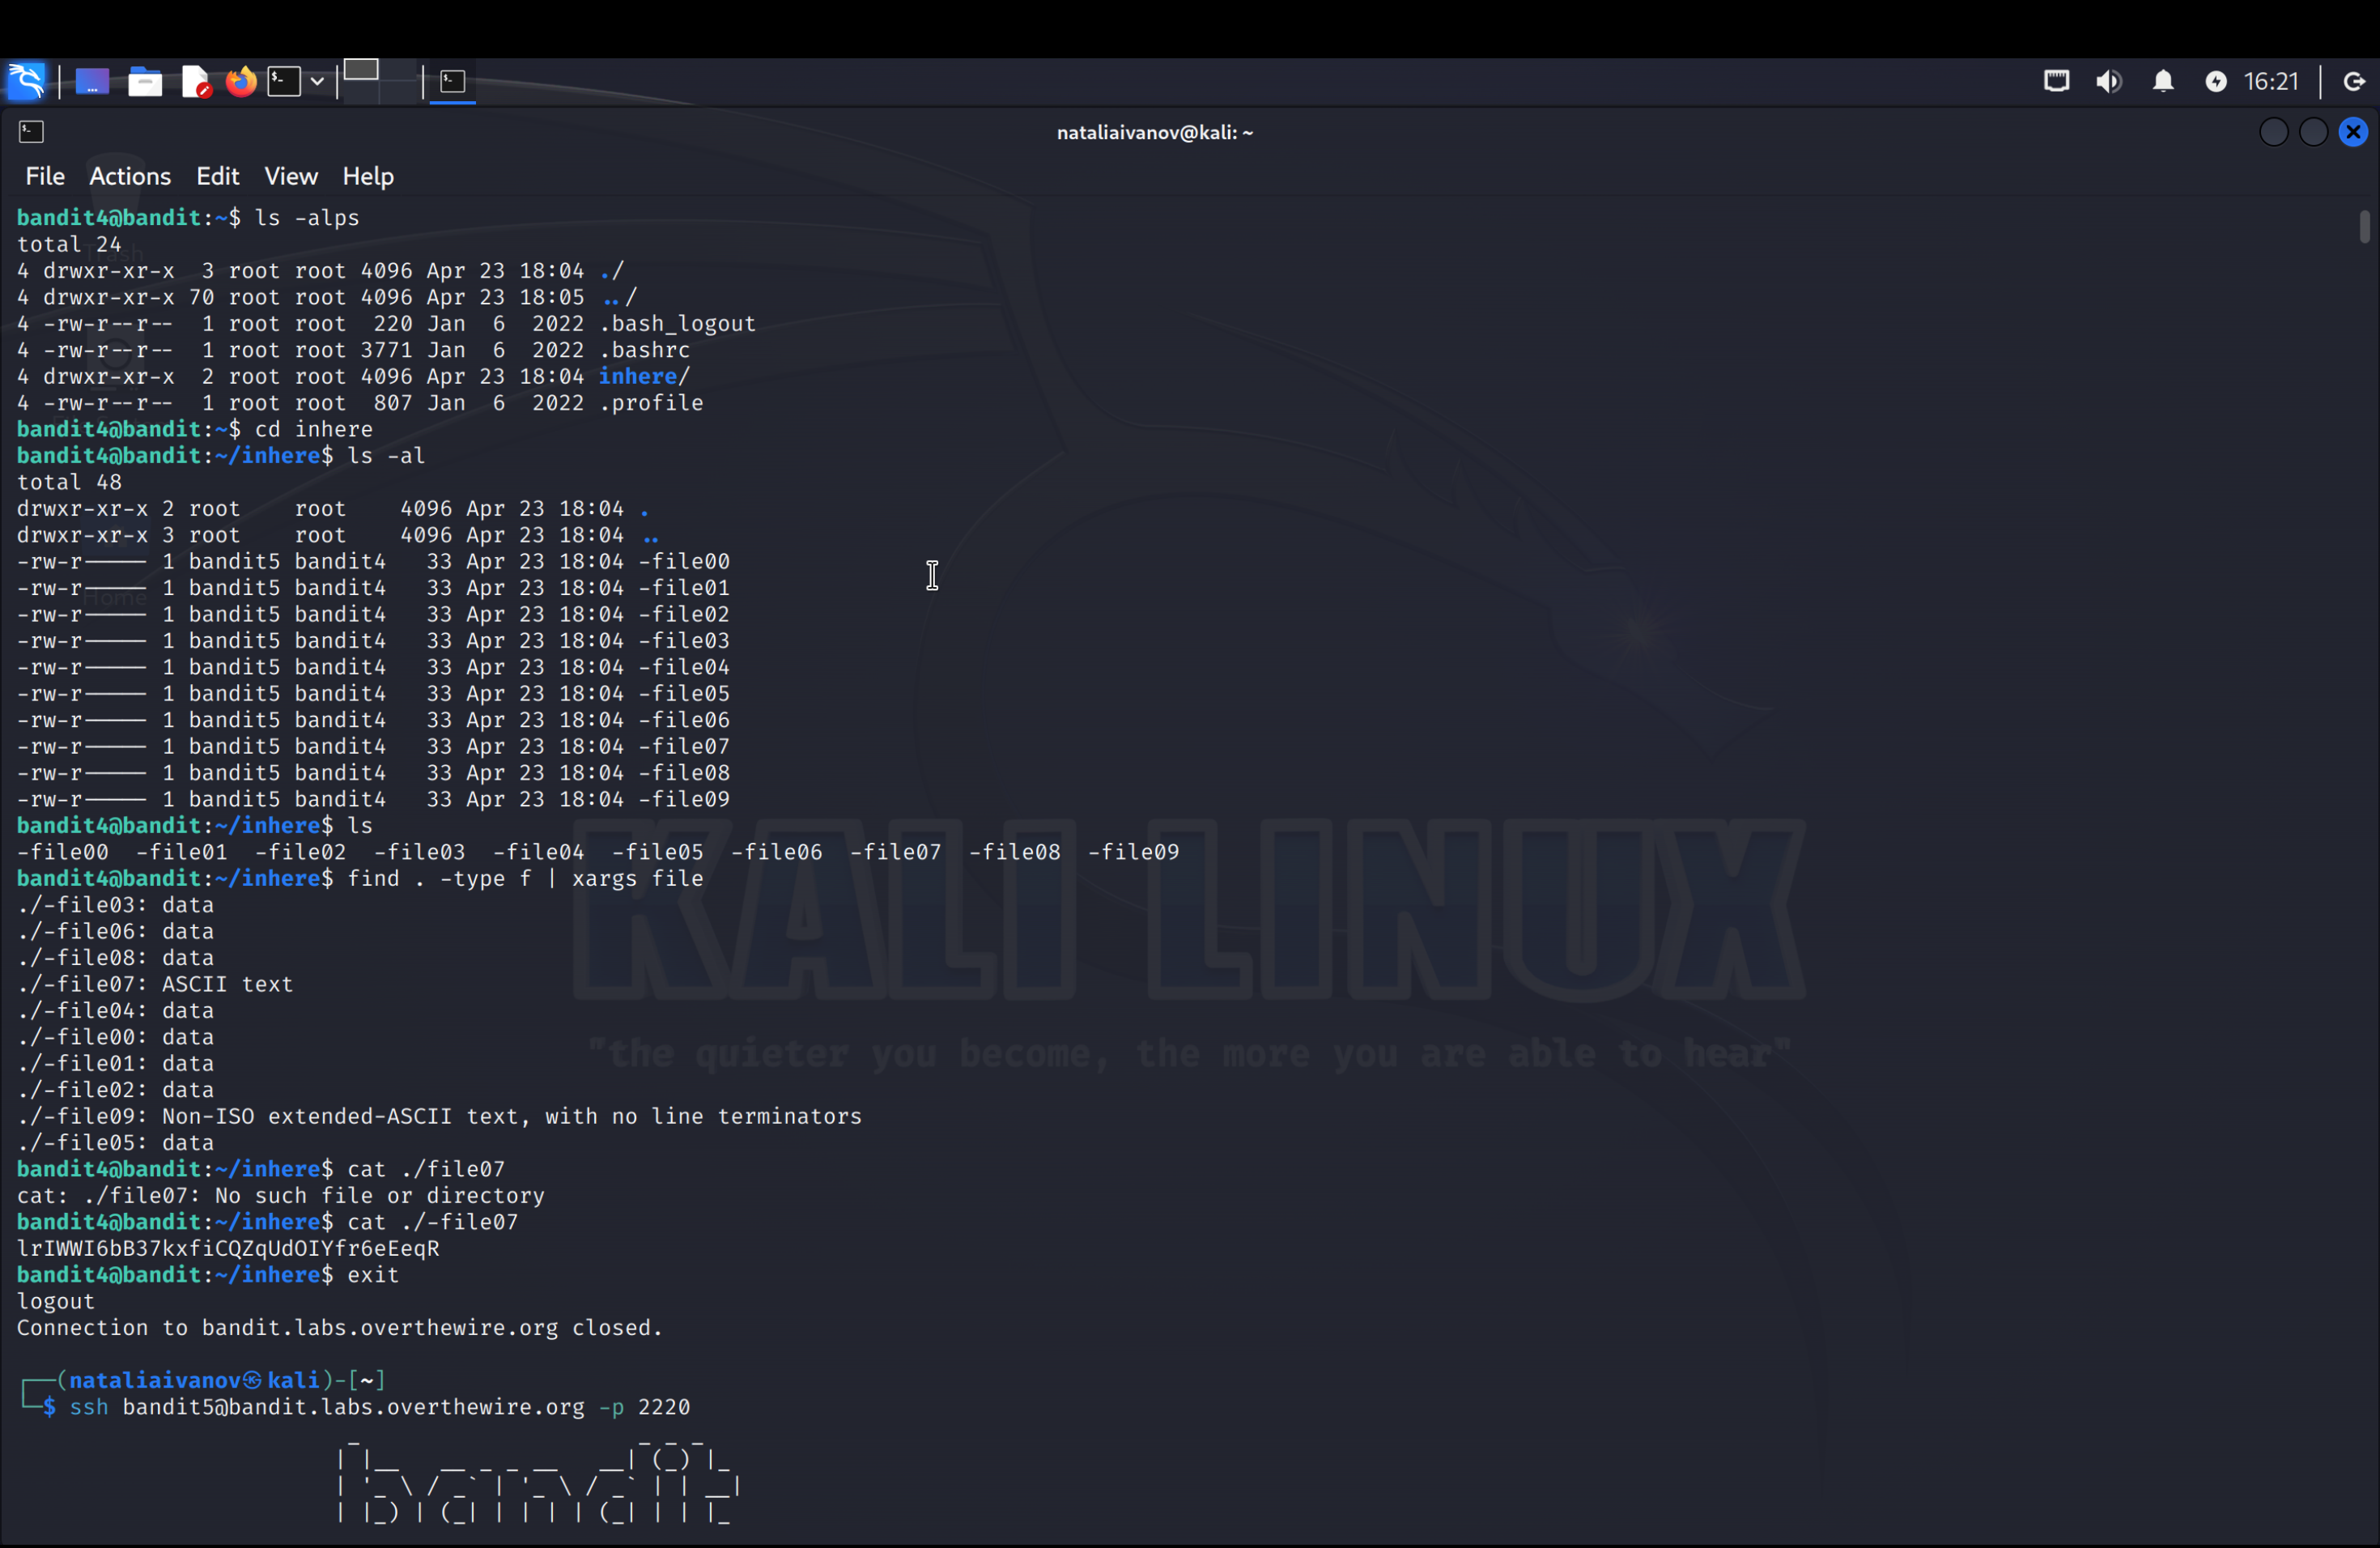 16:21
nataliaivanov@kali: ~
File Actions Edit View Help
bandit4@bandit:~$ ls -alps
total 24
4 drwxr-xr-x  3 root root 4096 Apr 23 18:04 ./
4 drwxr-xr-x 70 root root 4096 Apr 23 18:05 ../
4 -rw-r--r--  1 root root  220 Jan  6  2022 .bash_logout
4 -rw-r--r--  1 root root 3771 Jan  6  2022 .bashrc
4 drwxr-xr-x  2 root root 4096 Apr 23 18:04 inhere/
4 -rw-r--r--  1 root root  807 Jan  6  2022 .profile
bandit4@bandit:~$ cd inhere
bandit4@bandit:~/inhere$ ls -al
total 48
drwxr-xr-x 2 root    root    4096 Apr 23 18:04 .
drwxr-xr-x 3 root    root    4096 Apr 23 18:04 ..
-rw-r----- 1 bandit5 bandit4   33 Apr 23 18:04 -file00
-rw-r----- 1 bandit5 bandit4   33 Apr 23 18:04 -file01
-rw-r----- 1 bandit5 bandit4   33 Apr 23 18:04 -file02
-rw-r----- 1 bandit5 bandit4   33 Apr 23 18:04 -file03
-rw-r----- 1 bandit5 bandit4   33 Apr 23 18:04 -file04
-rw-r----- 1 bandit5 bandit4   33 Apr 23 18:04 -file05
-rw-r----- 1 bandit5 bandit4   33 Apr 23 18:04 -file06
-rw-r----- 1 bandit5 bandit4   33 Apr 23 18:04 -file07
-rw-r----- 1 bandit5 bandit4   33 Apr 23 18:04 -file08
-rw-r----- 1 bandit5 bandit4   33 Apr 23 18:04 -file09
bandit4@bandit:~/inhere$ ls
-file00  -file01  -file02  -file03  -file04  -file05  -file06  -file07  -file08  -file09
bandit4@bandit:~/inhere$ find . -type f | xargs file
./-file03: data
./-file06: data
./-file08: data
./-file07: ASCII text
./-file04: data
./-file00: data
./-file01: data
./-file02: data
./-file09: Non-ISO extended-ASCII text, with no line terminators
./-file05: data
bandit4@bandit:~/inhere$ cat ./file07
cat: ./file07: No such file or directory
bandit4@bandit:~/inhere$ cat ./-file07
lrIWWI6bB37kxfiCQZqUdOIYfr6eEeqR
bandit4@bandit:~/inhere$ exit
logout
Connection to bandit.labs.overthewire.org closed.
(nataliaivanov㉿kali)-[~]
$ ssh bandit5@bandit.labs.overthewire.org -p 2220
bandit
Trash
Home
KALI LINUX
"the quieter you become, the more you are able to hear"